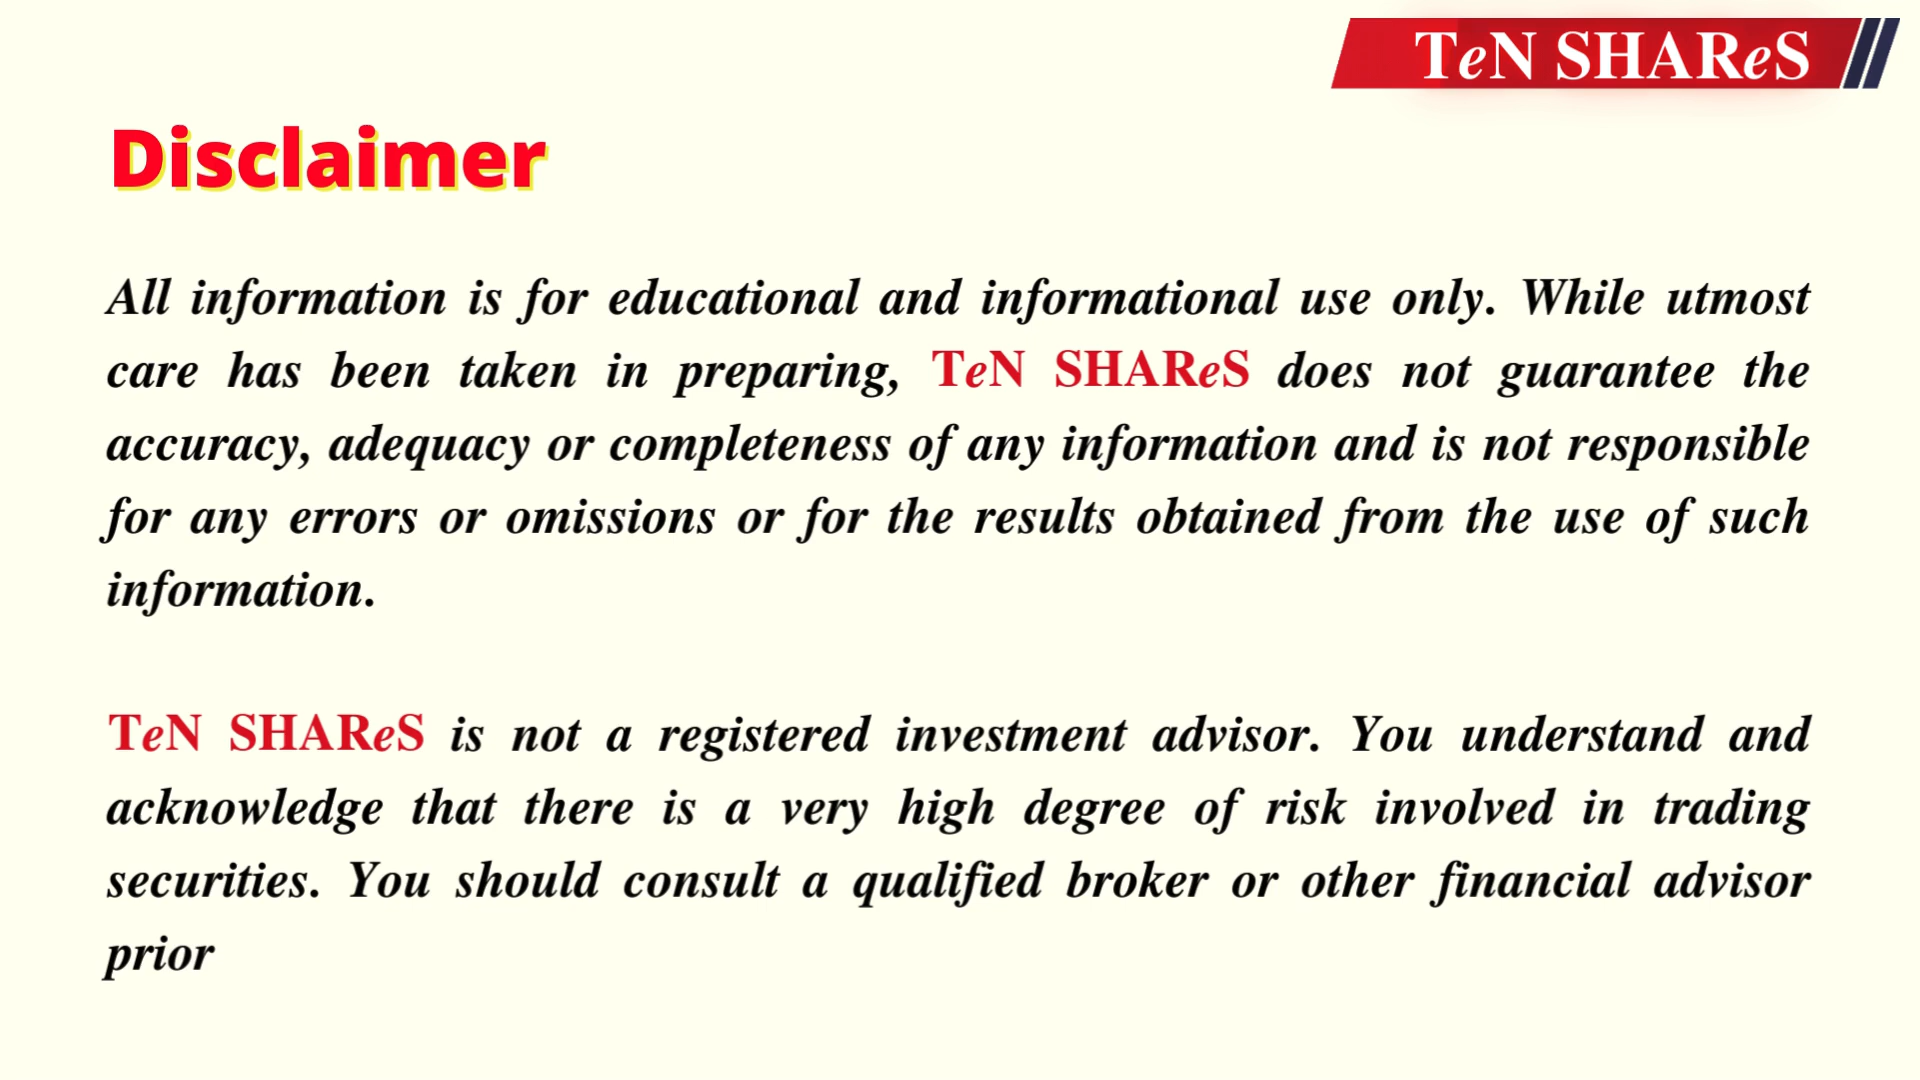 TeN SHAReS
Disclaimer
All information is for educational and informational use only. While utmost
care has been taken in preparing, TeN SHAReS does not guarantee the
accuracy, adequacy or completeness of any information and is not responsible
for any errors or omissions or for the results obtained from the use of such
information.
TeN SHAReS is not a registered investment advisor. You understand and
acknowledge that there is a very high degree of risk involved in trading
securities. You should consult a qualified broker or other financial advisor
prior